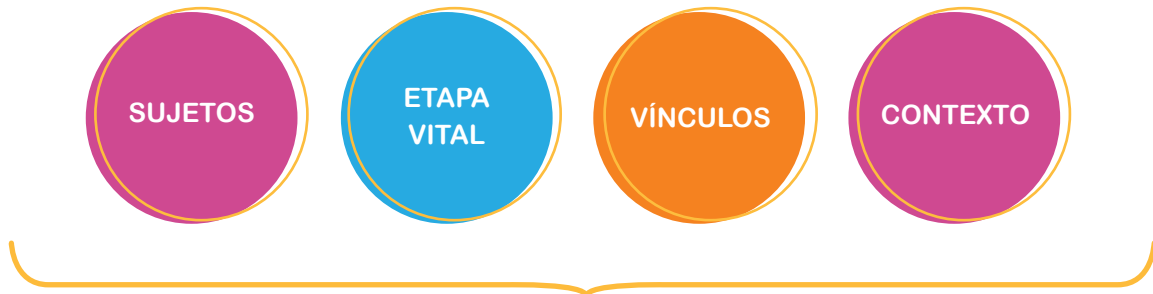 SUJETOS
ETAPA
VITAL
VÍNCULOS
CONTEXTO